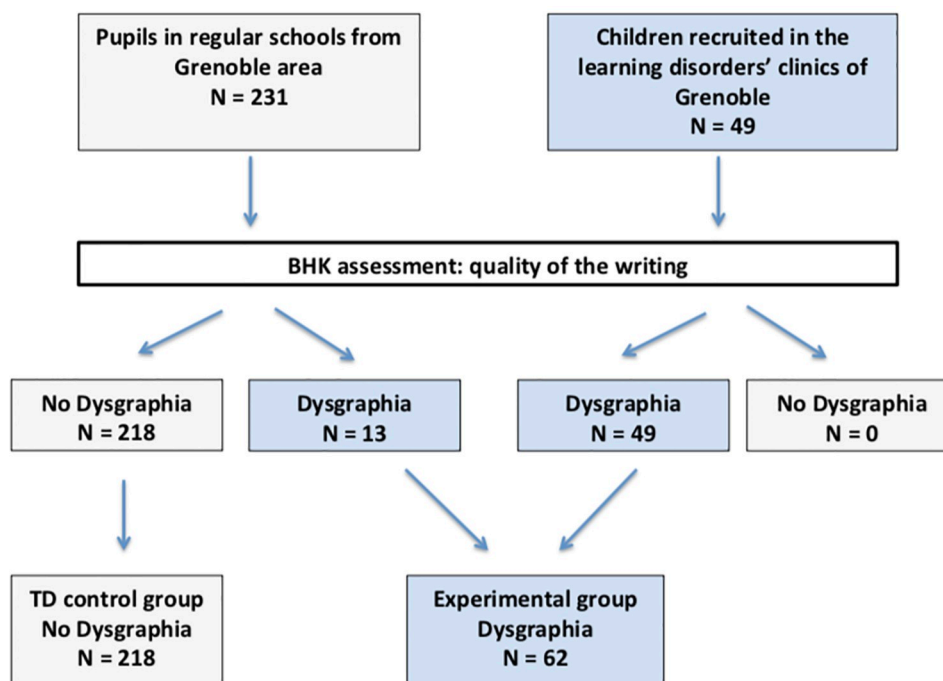 Pupils in regular schools from
Grenoble area
N = 231
Children recruited in the
learning disorders’ clinics of
Grenoble
N = 49
BHK assessment: quality of the writing
No Dysgraphia
N = 218
Dysgraphia
N = 13
Dysgraphia
N = 49
No Dysgraphia
N = 0
TD control group
No Dysgraphia
N = 218
Experimental group
Dysgraphia
N = 62